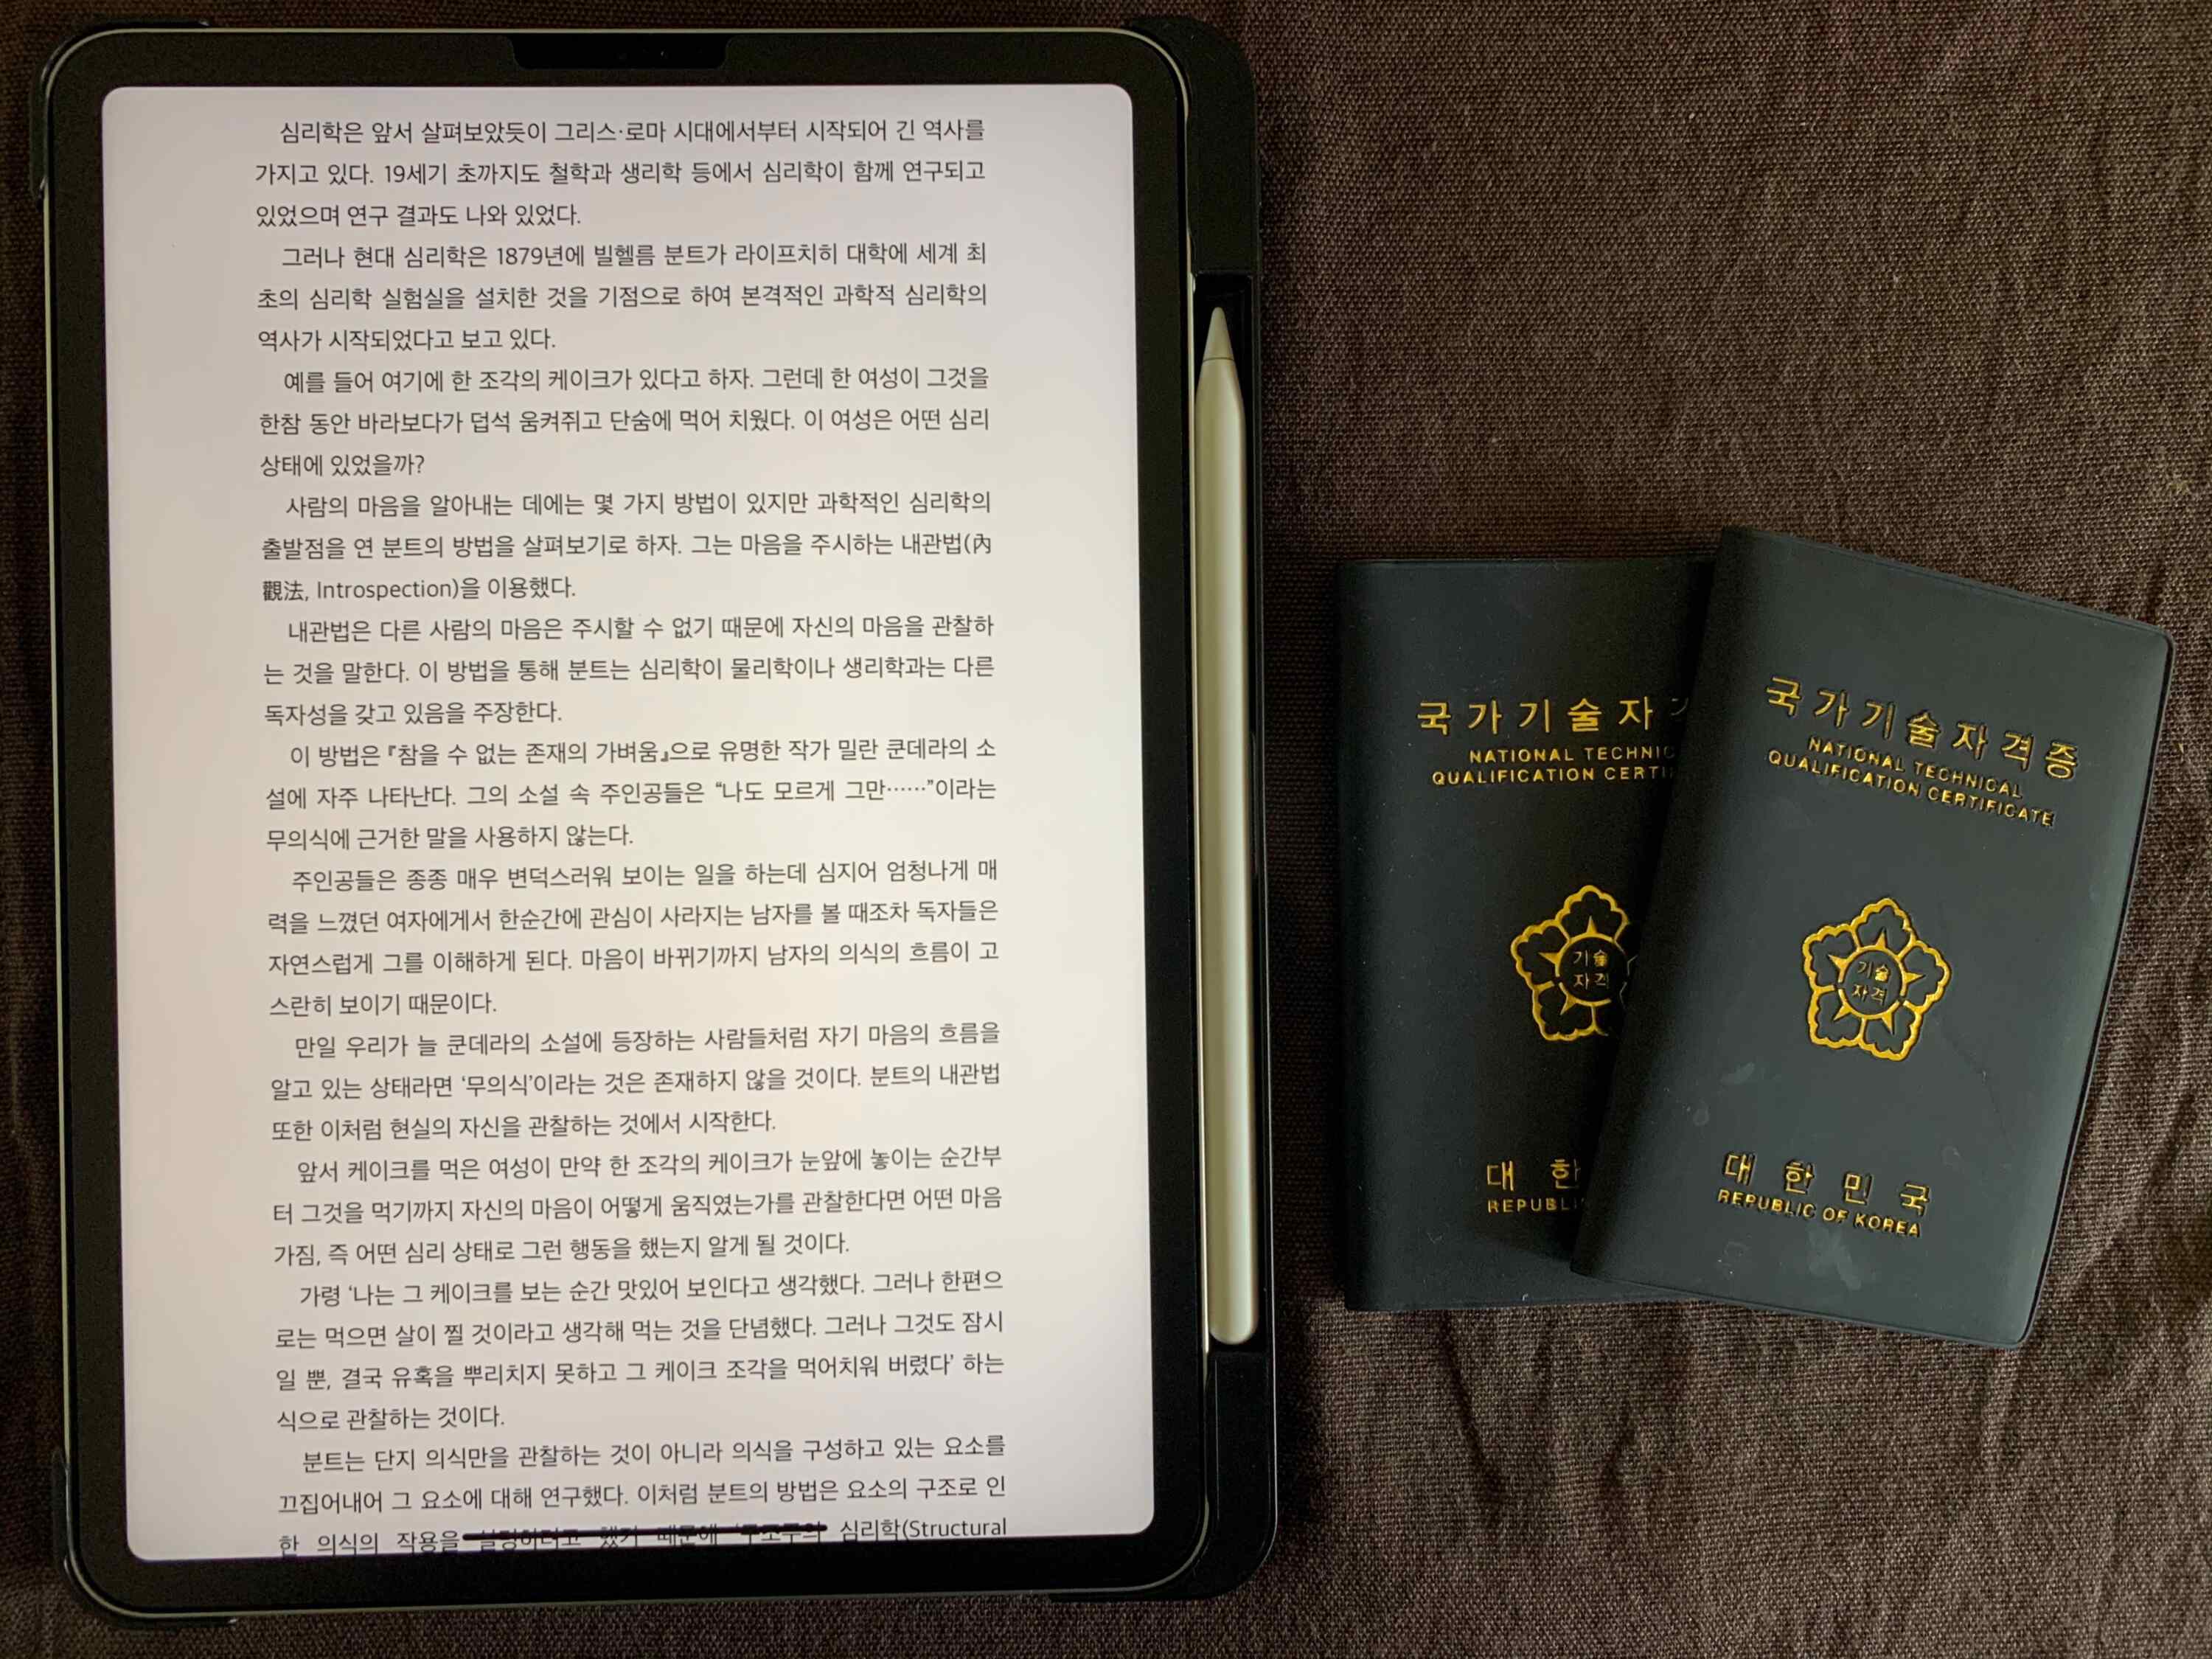 심리학은 앞서 살펴보았듯이 그리스·로마 시대에서부터 시작되어 긴 역사를
가지고 있다. 19세기 초까지도 철학과 생리학 등에서 심리학이 함께 연구되고
있었으며 연구 결과도 나와 있었다.
그러나 현대 심리학은 1879년에 빌헬름 분트가 라이프치히 대학에 세계 최
초의 심리학 실험실을 설치한 것을 기점으로 하여 본격적인 과학적 심리학의
역사가 시작되었다고 보고 있다.
예를 들어 여기에 한 조각의 케이크가 있다고 하자. 그런데 한 여성이 그것을
한참 동안 바라보다가 덥석 움켜쥐고 단숨에 먹어 치웠다. 이 여성은 어떤 심리
상태에 있었을까?
사람의 마음을 알아내는 데에는 몇 가지 방법이 있지만 과학적인 심리학의
출발점을 연 분트의 방법을 살펴보기로 하자. 그는 마음을 주시하는 내관법(內
觀法, Introspection)을 이용했다.
내관법은 다른 사람의 마음은 주시할 수 없기 때문에 자신의 마음을 관찰하
는 것을 말한다. 이 방법을 통해 분트는 심리학이 물리학이나 생리학과는 다른
독자성을 갖고 있음을 주장한다.
이 방법은 『참을 수 없는 존재의 가벼움』으로 유명한 작가 밀란 쿤데라의 소
설에 자주 나타난다. 그의 소설 속 주인공들은 “나도 모르게 그만……”이라는
무의식에 근거한 말을 사용하지 않는다.
주인공들은 종종 매우 변덕스러워 보이는 일을 하는데 심지어 엄청나게 매
력을 느꼈던 여자에게서 한순간에 관심이 사라지는 남자를 볼 때조차 독자들은
자연스럽게 그를 이해하게 된다. 마음이 바뀌기까지 남자의 의식의 흐름이 고
스란히 보이기 때문이다.
만일 우리가 늘 쿤데라의 소설에 등장하는 사람들처럼 자기 마음의 흐름을
알고 있는 상태라면 ‘무의식’이라는 것은 존재하지 않을 것이다. 분트의 내관법
또한 이처럼 현실의 자신을 관찰하는 것에서 시작한다.
앞서 케이크를 먹은 여성이 만약 한 조각의 케이크가 눈앞에 놓이는 순간부
터 그것을 먹기까지 자신의 마음이 어떻게 움직였는가를 관찰한다면 어떤 마음
가짐, 즉 어떤 심리 상태로 그런 행동을 했는지 알게 될 것이다.
가령 ‘나는 그 케이크를 보는 순간 맛있어 보인다고 생각했다. 그러나 한편으
로는 먹으면 살이 찔 것이라고 생각해 먹는 것을 단념했다. 그러나 그것도 잠시
일 뿐, 결국 유혹을 뿌리치지 못하고 그 케이크 조각을 먹어치워 버렸다’ 하는
식으로 관찰하는 것이다.
분트는 단지 의식만을 관찰하는 것이 아니라 의식을 구성하고 있는 요소를
끄집어내어 그 요소에 대해 연구했다. 이처럼 분트의 방법은 요소의 구조로 인
한 의식의 작용을 설명하려고 했기 때문에 ‘구조주의 심리학(Structural
국가기술자
NATIONAL TECHNIC
QUALIFICATION CERTI
기술
자격
대 한
REPUBLI
국가기술자격증
NATIONAL TECHNICAL
QUALIFICATION CERTIFICATE
기술
자격
대한민국
REPUBLIC OF KOREA